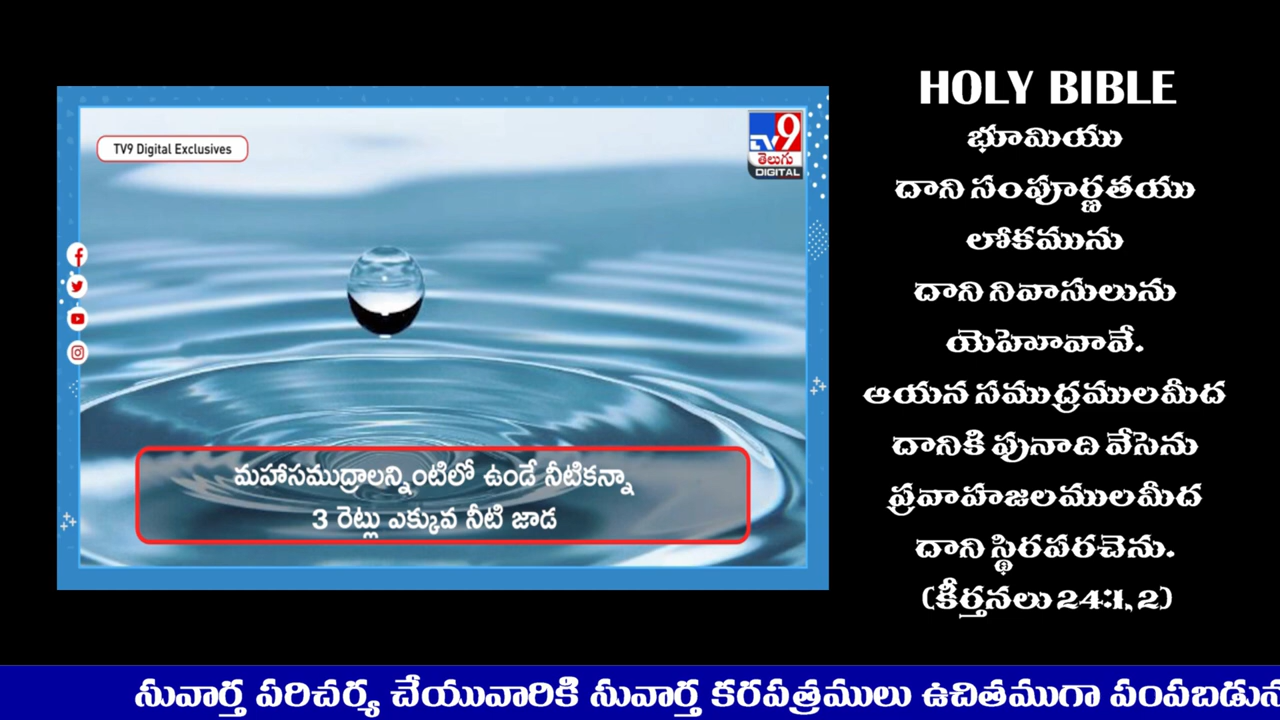 TV9 Digital Exclusives
TV9
తెలుగు
DIGITAL
మహాసముద్రాలన్నింటిలో ఉండే నీటికన్నా
3 రెట్లు ఎక్కువ నీటి జాడ
HOLY BIBLE
భూమియు
దాని సంపూర్ణతయు
లోకమును
దాని నివాసులును
యెహెూవావే.
ఆయన సముద్రములమీద
దానికి పునాది వేసెను
ప్రవాహజలములమీద
దాని స్థిరపరచెను.
(కీర్తనలు 24:1, 2)
సువార్త పరిచర్య చేయువారికి సువార్త కరపత్రములు ఉచితముగా పంపబడును